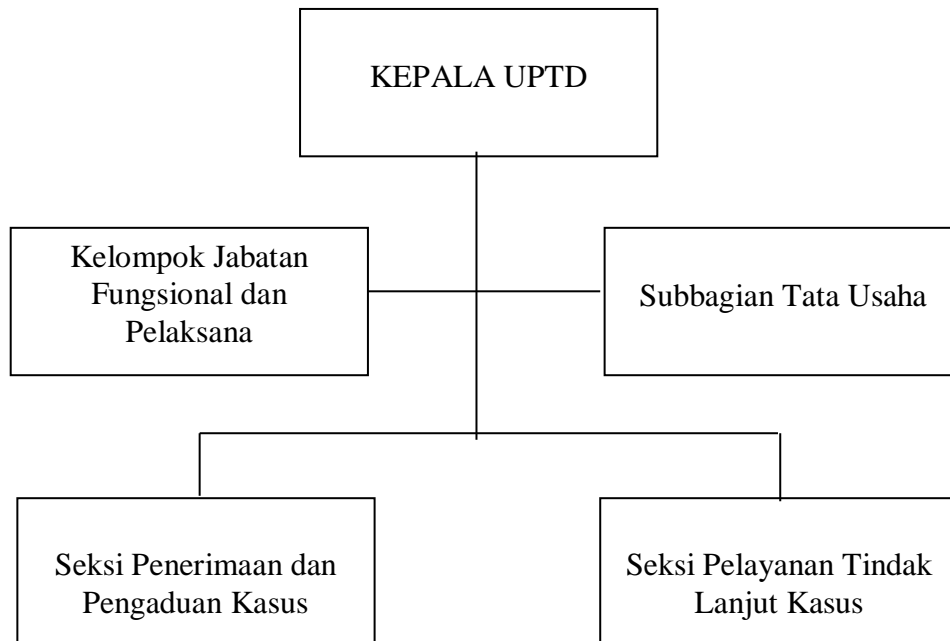 KEPALA UPTD
Kelompok Jabatan
Fungsional dan
Pelaksana
Subbagian Tata Usaha
Seksi Penerimaan dan
Pengaduan Kasus
Seksi Pelayanan Tindak
Lanjut Kasus